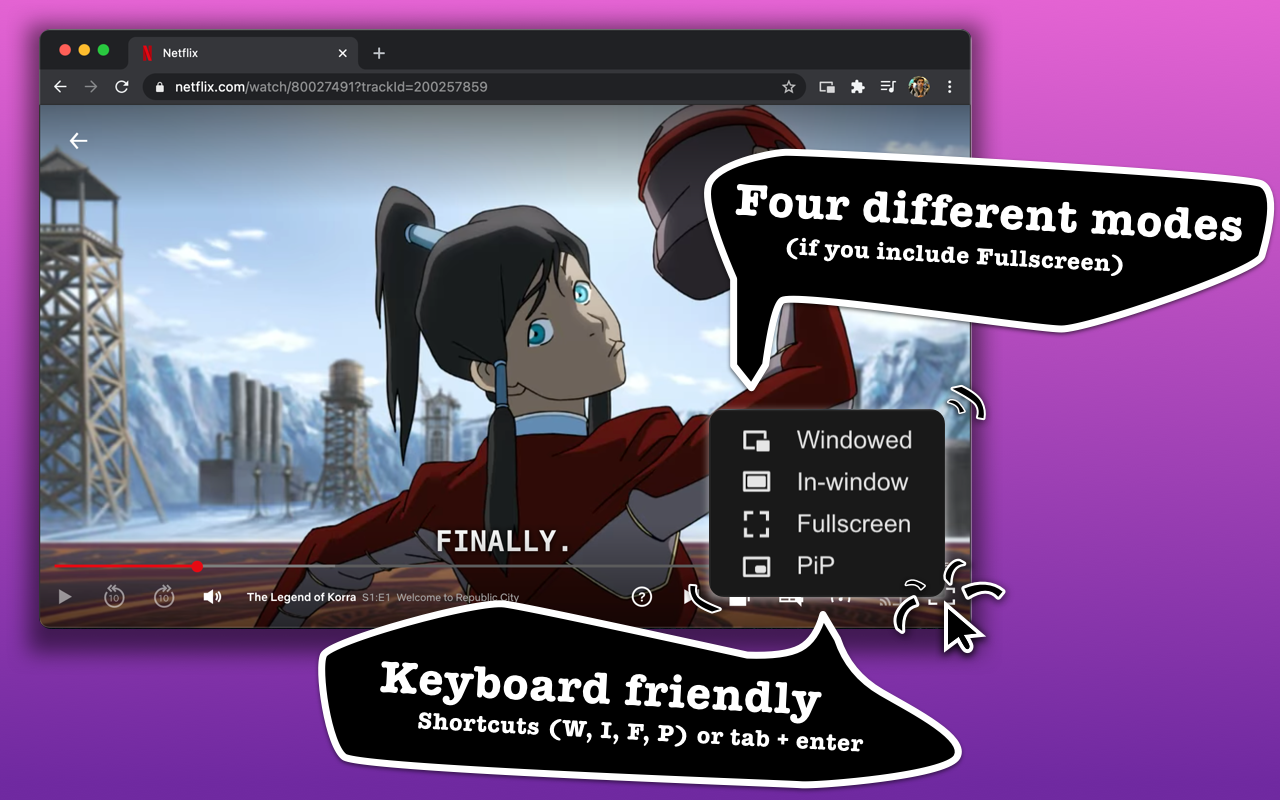 Netflix
netflix.com/watch/80027491?trackId=200257859
Four different modes
(if you include Fullscreen)
Windowed
In-window
Fullscreen
PiP
FINALLY.
10 10 The Legend of Korra S1:E1 Welcome to Republic City ?
Keyboard friendly
Shortcuts (W, I, F, P) or tab + enter